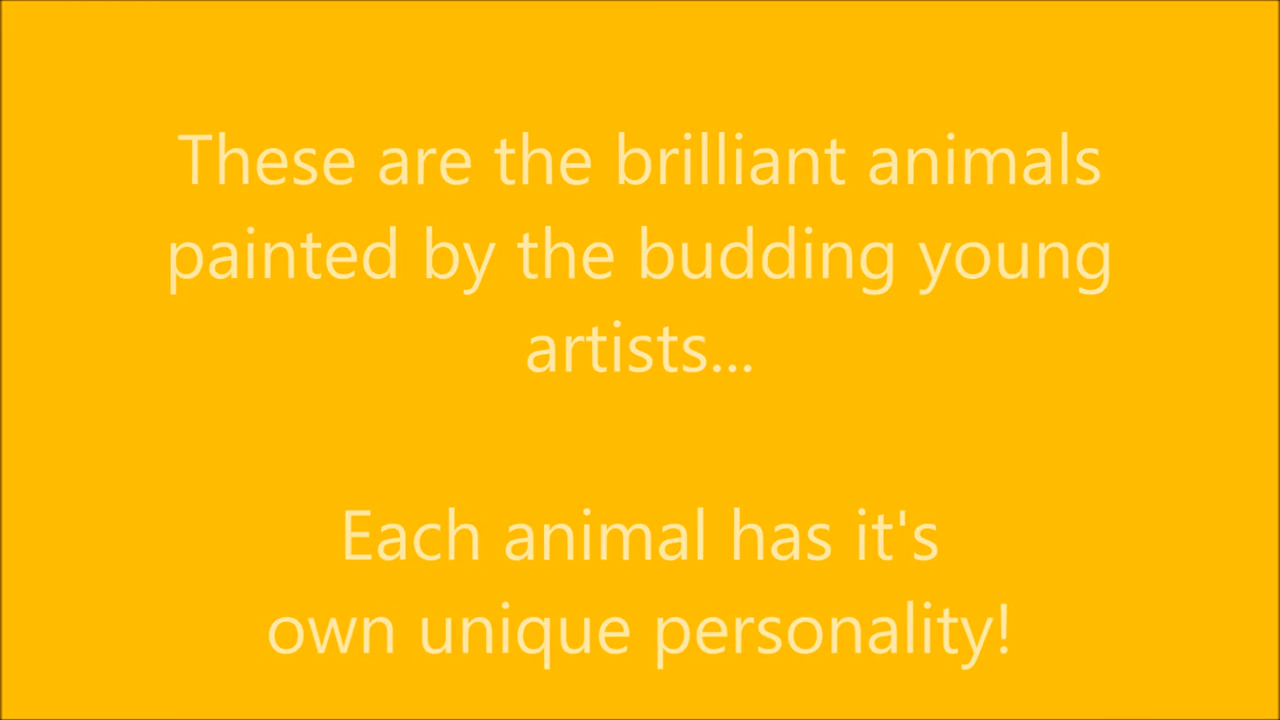 These are the brilliant animals
painted by the budding young
artists...
Each animal has it's
own unique personality!